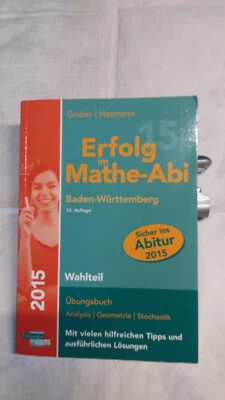 Gruber | Neumann
15
Erfolg
im
Mathe-Abi
Baden-Württemberg
10. Auflage
Sicher ins
Abitur
2015
Wahlteil
2015
Übungsbuch
Analysis | Geometrie | Stochastik
Mit vielen hilfreichen Tipps und
ausführlichen Lösungen